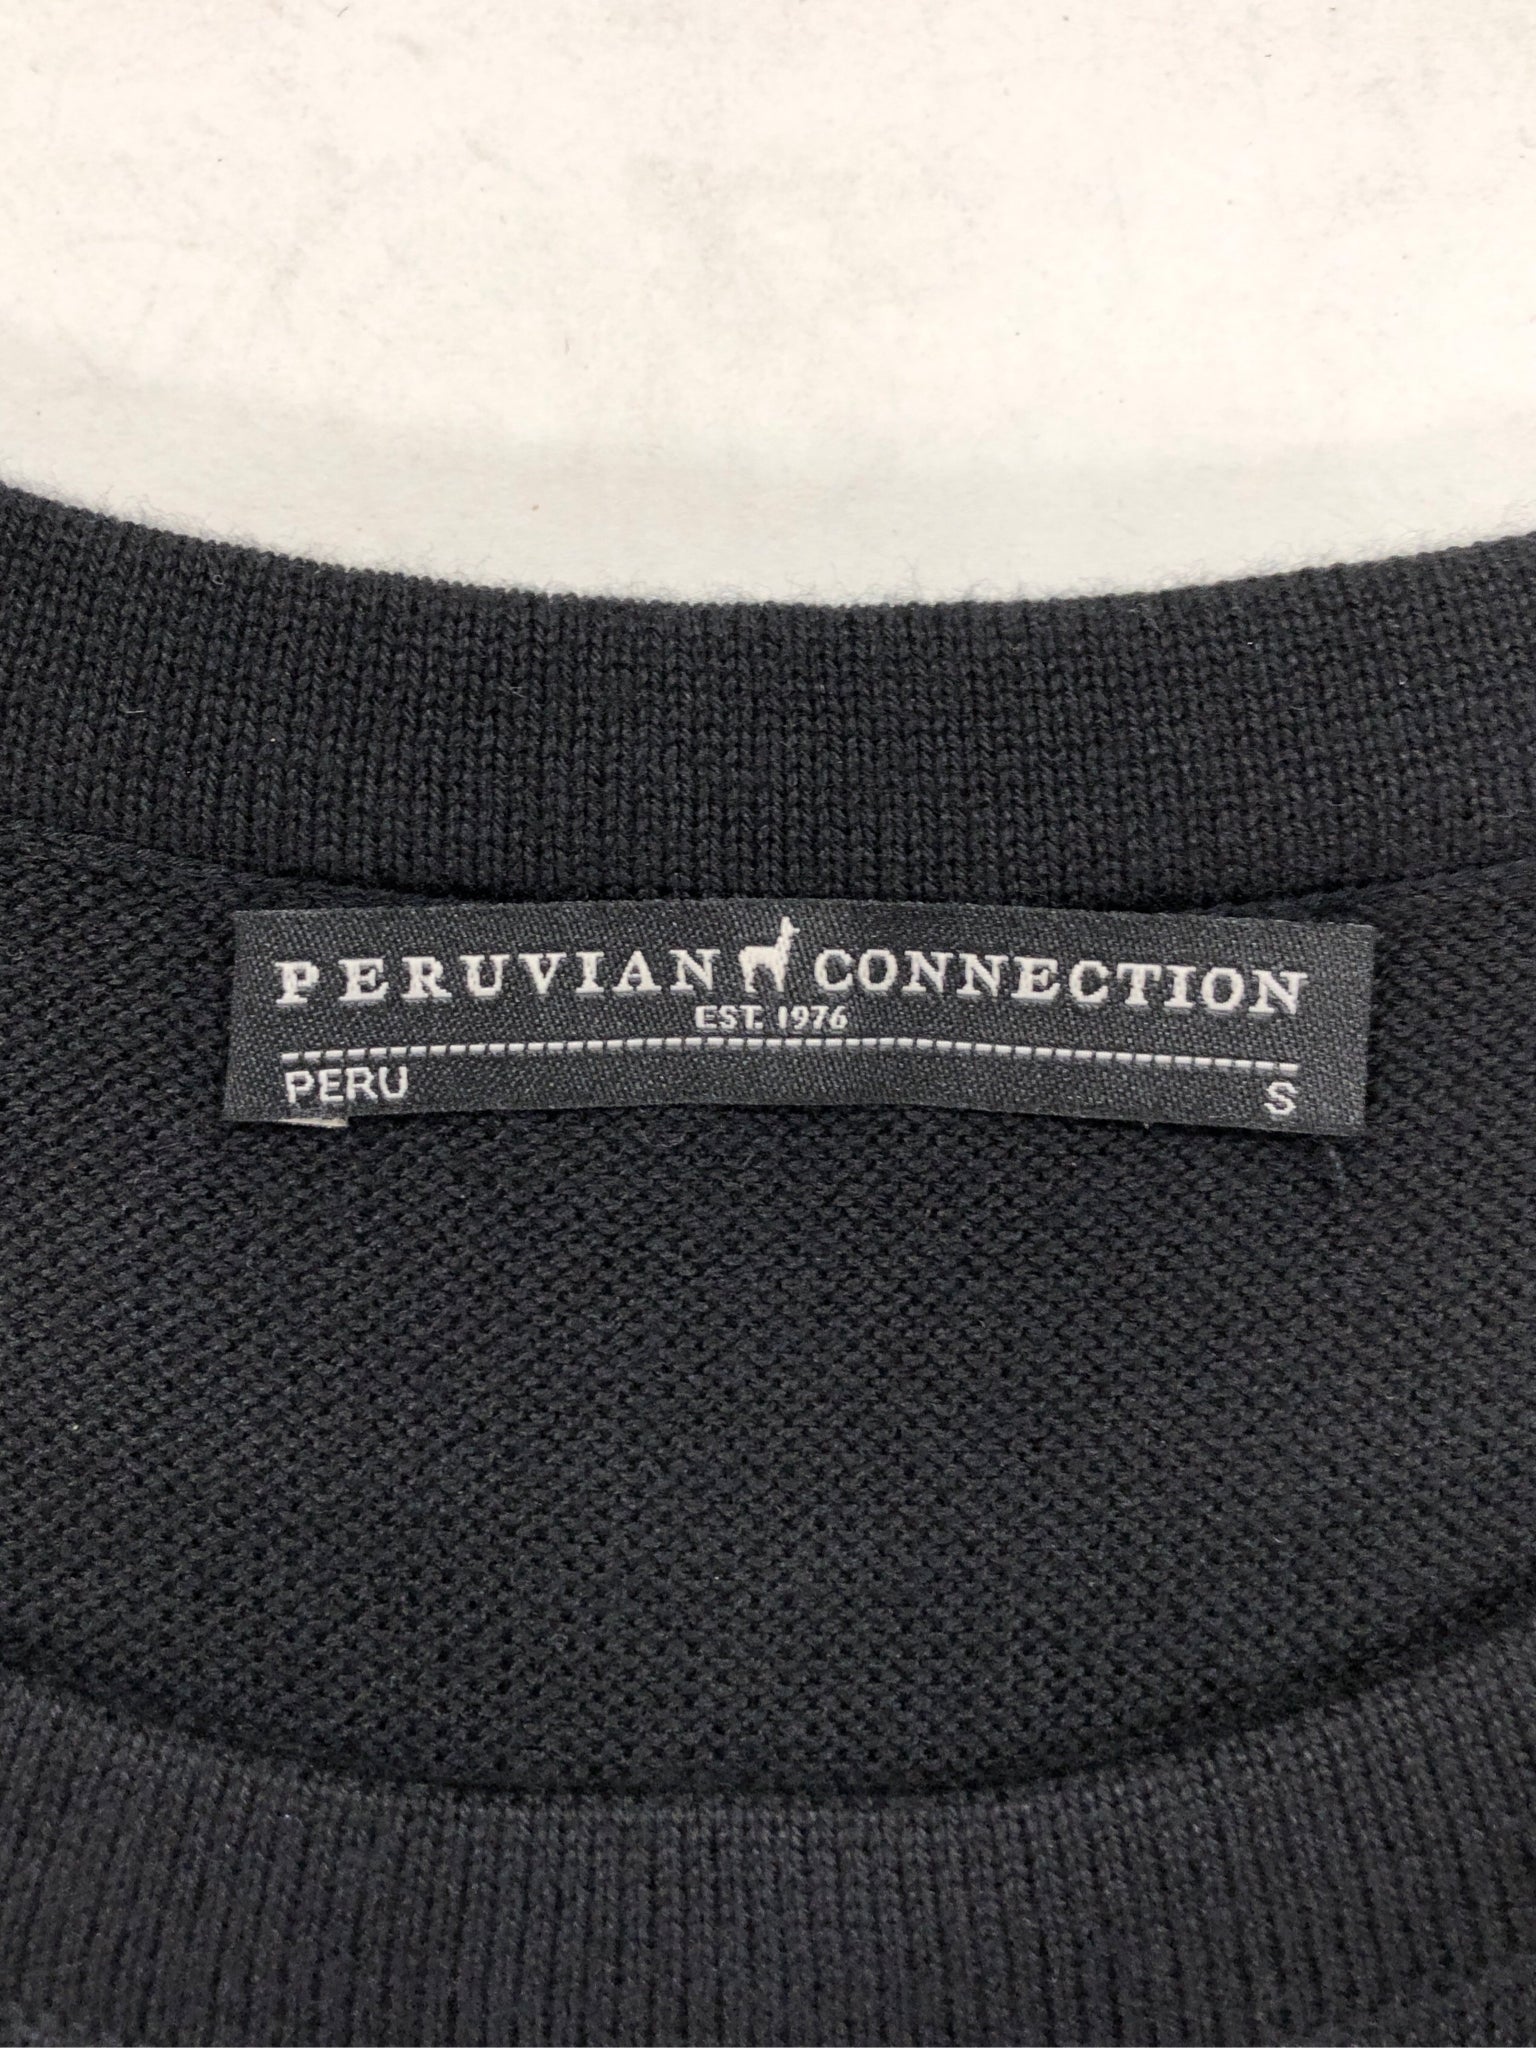 PERUVIAN CONNECTION
EST. 1976
PERU S